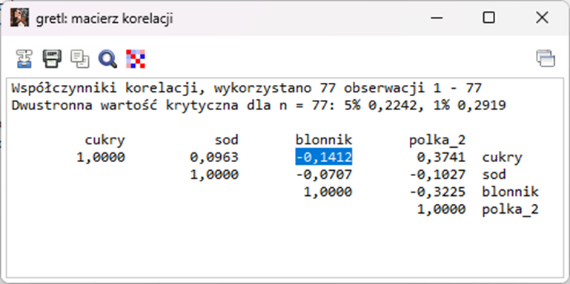 gretl: macierz korelacji
Współczynniki korelacji, wykorzystano 77 obserwacji 1 - 77
Dwustronna wartość krytyczna dla n = 77: 5% 0,2242, 1% 0,2919
cukry sod blonnik polka_2
1,0000 0,0963 -0,1412 0,3741 cukry
1,0000 -0,0707 -0,1027 sod
1,0000 -0,3225 blonnik
1,0000 polka_2